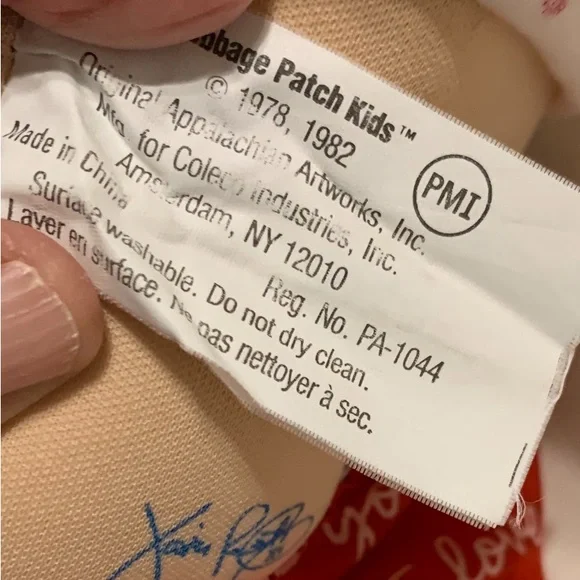 Cabbage Patch Kids™
© 1978, 1982
Original Appalachian Artworks, Inc.
Mfg. for Coleco Industries, Inc.
Amsterdam, NY 12010
Made in China
Reg. No. PA-1044
Surface washable. Do not dry clean.
Laver en surface. Ne pas nettoyer à sec.
PMI